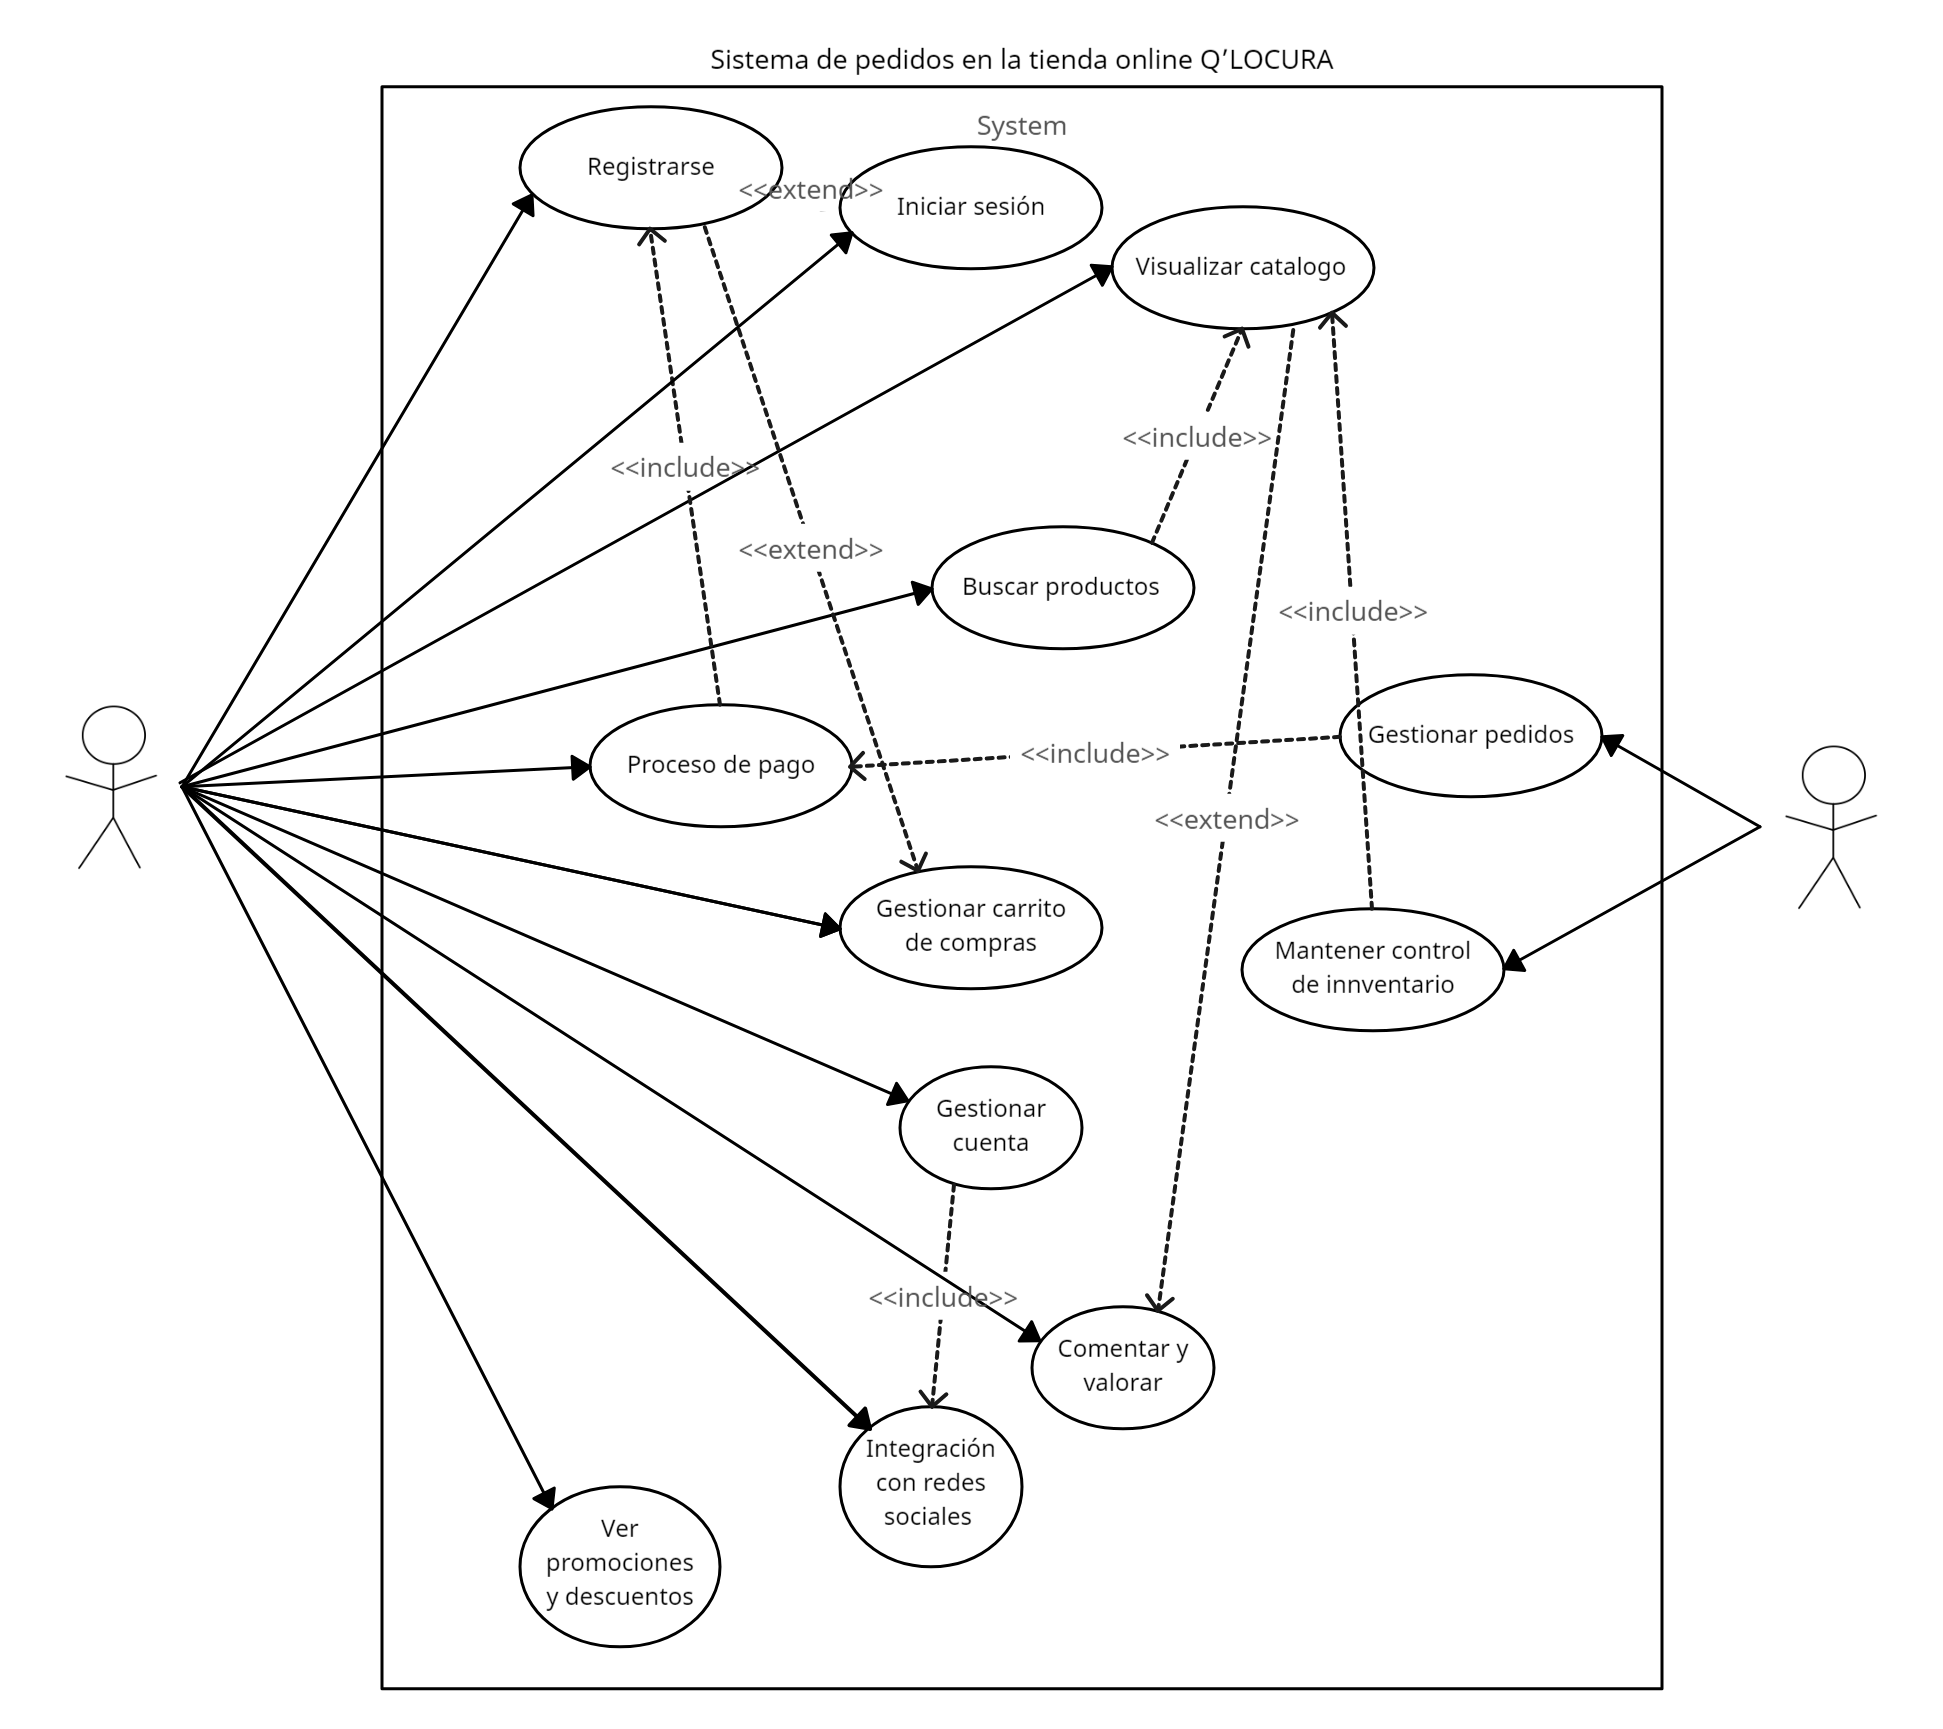 Sistema de pedidos en la tienda online Q’LOCURA
System
Registrarse
<<extend>>
Iniciar sesión
Visualizar catalogo
<<include>>
<<include>>
<<extend>>
Buscar productos
<<include>>
Gestionar pedidos
Proceso de pago
<<include>>
<<extend>>
Gestionar carrito
de compras
Mantener control
de innventario
Gestionar
cuenta
<<include>>
Comentar y
valorar
Integración
con redes
sociales
Ver
promociones
y descuentos